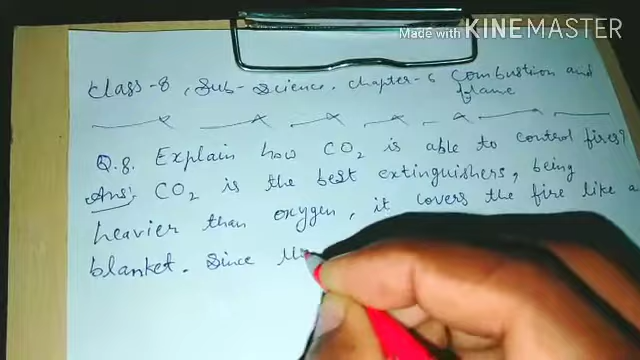 Made with KINEMASTER
Class-8, Sub- Science. Chapter-6 Combustion and
flame
Q.8. Explain how CO2 is able to control fires?
Ans: CO2 is the best extinguishers, being
heavier than oxygen, it covers the fire like a
blanket. Since